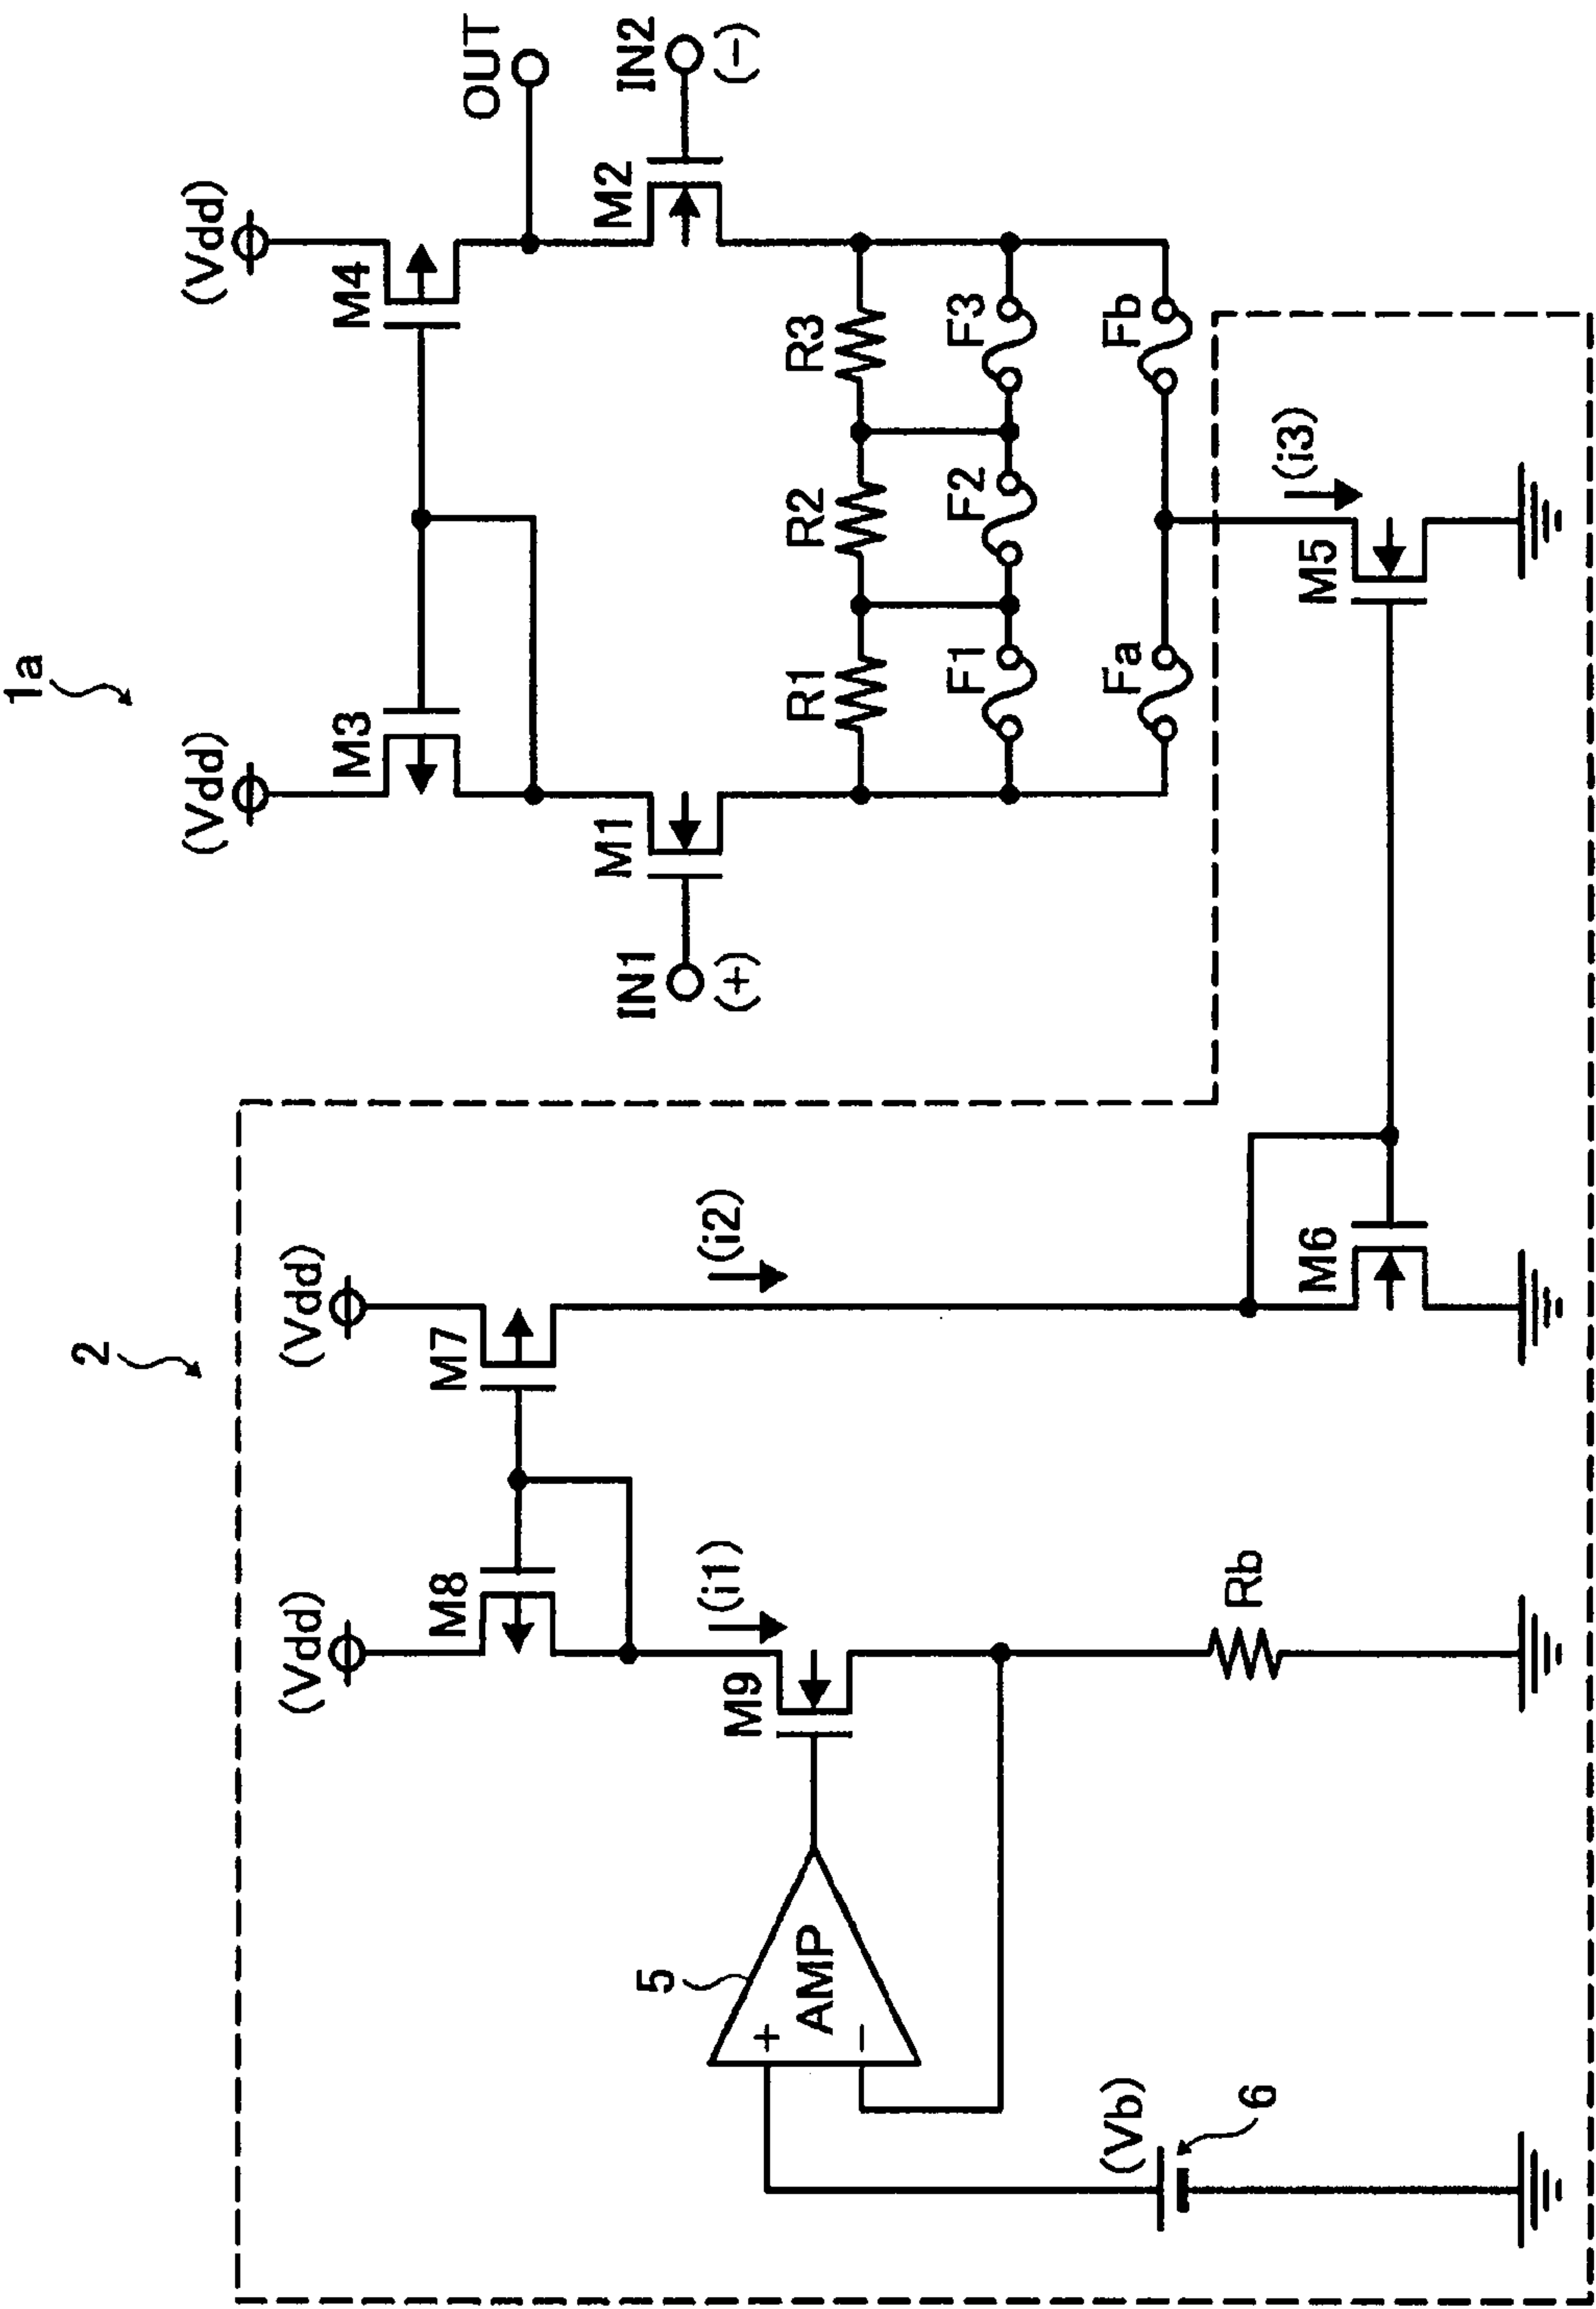 1a
2
(Vdd)
(Vdd)
(Vdd)
(Vdd)
M8
M7
M3
M4
OUT
5
AMP
+
−
M9
(i1)
(i2)
IN1
(+)
M1
M2
IN2
(−)
R1
R2
R3
F1
F2
F3
Fa
Fb
(Vb)
6
Rb
M6
M5
(i3)